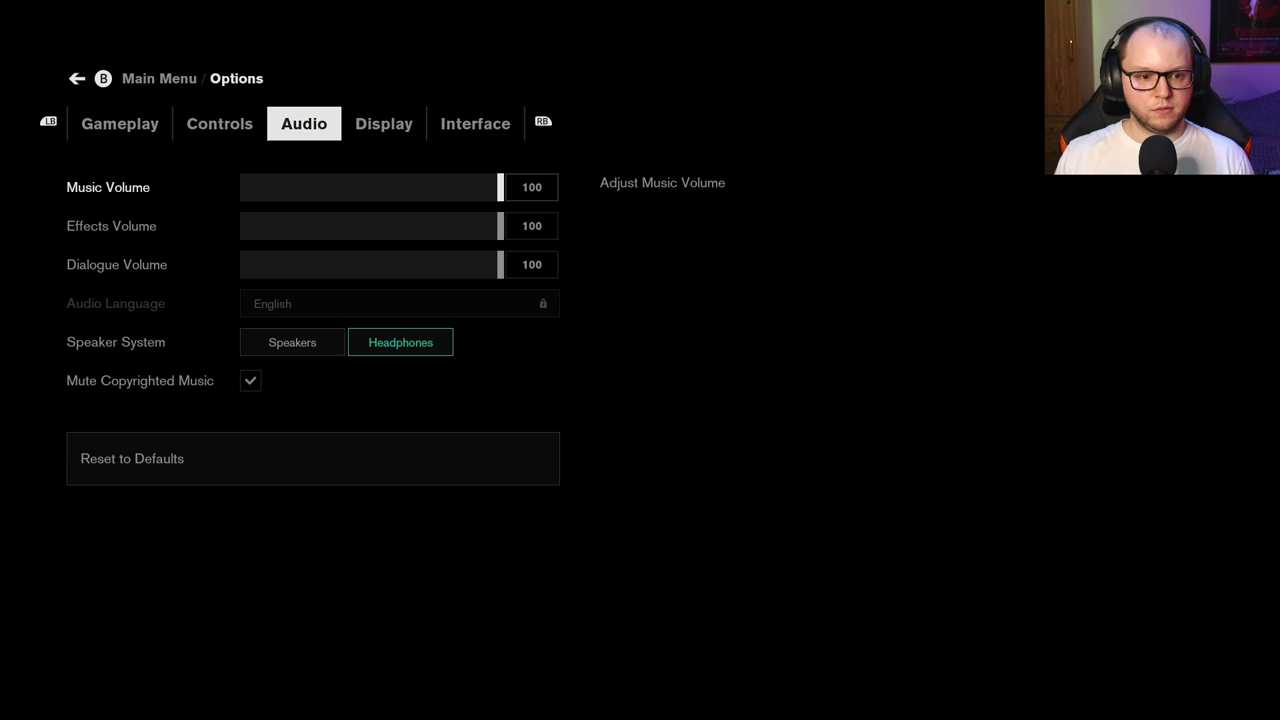 B Main Menu / Options
LB Gameplay Controls Audio Display Interface RB
Music Volume 100 Adjust Music Volume
Effects Volume 100
Dialogue Volume 100
Audio Language English
Speaker System Speakers Headphones
Mute Copyrighted Music
Reset to Defaults